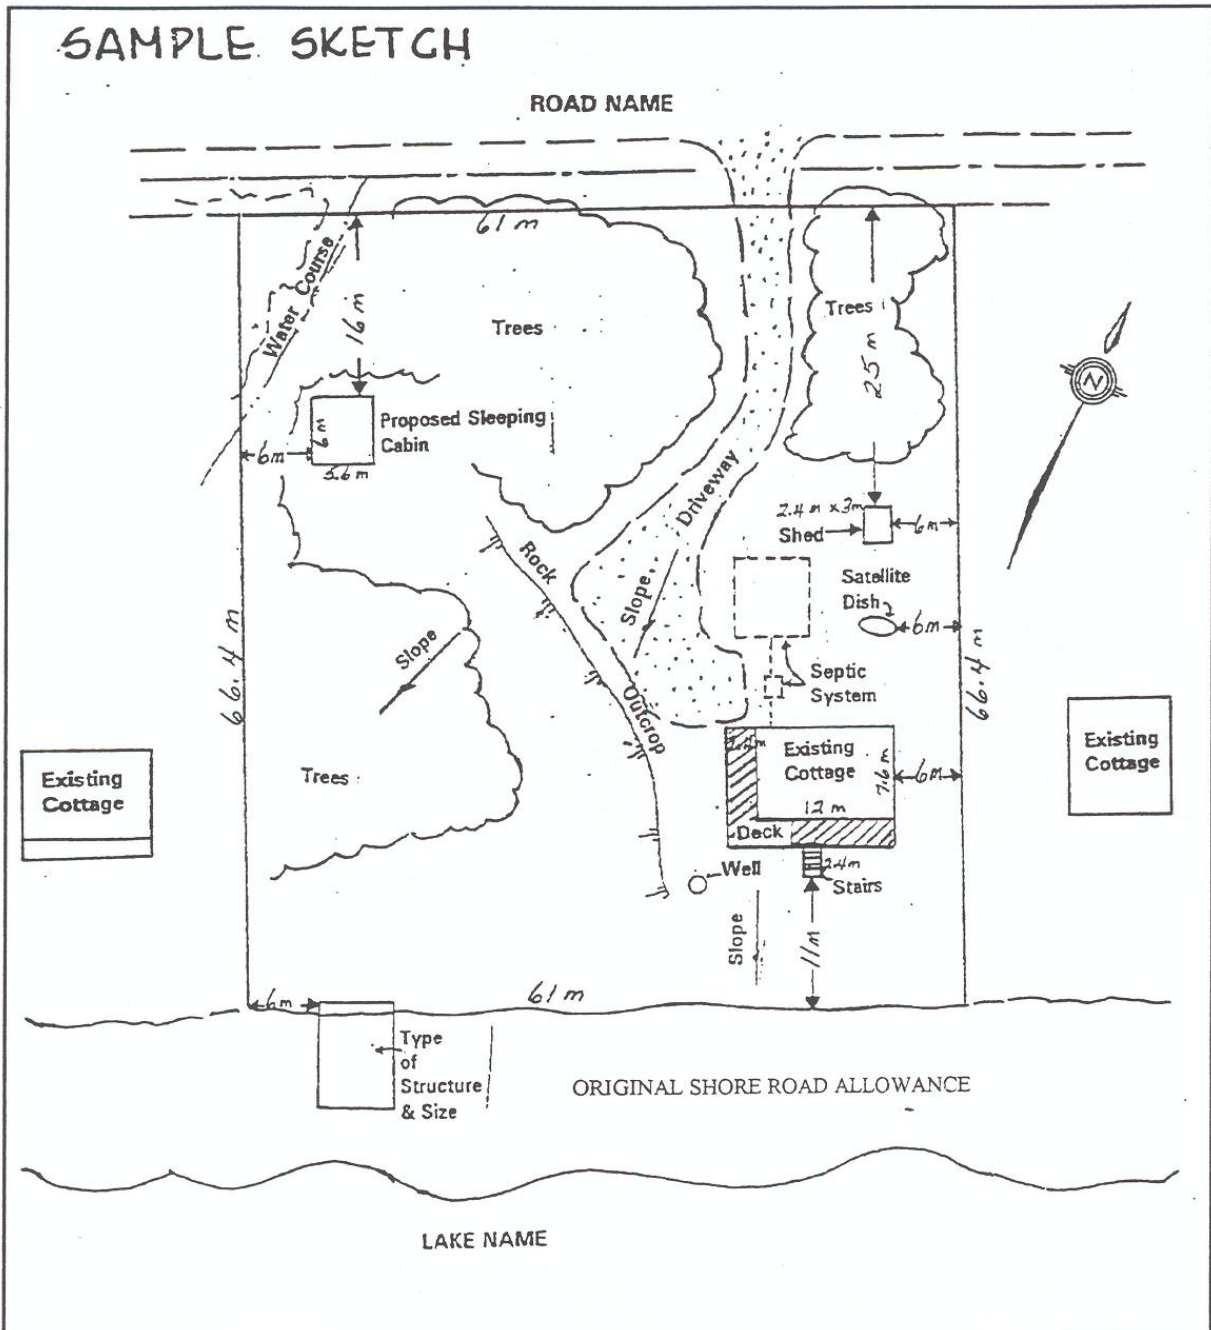 SAMPLE SKETCH
ROAD NAME
61 m
Water Course
16 m
Trees
Trees
25 m
N
Proposed Sleeping
Cabin
6m
5.6 m
6m
Driveway
2.4 m x 3m
Shed
6m
Rock
Outcrop
Slope
Satellite
Dish
6m
Slope
66.4 m
66.4 m
Septic
System
Existing
Cottage
Trees
Existing
Cottage
7.6 m
12 m
6m
Existing
Cottage
Deck
Well
2.4m
Stairs
Slope
11m
6m
61 m
Type
of
Structure
& Size
ORIGINAL SHORE ROAD ALLOWANCE
LAKE NAME